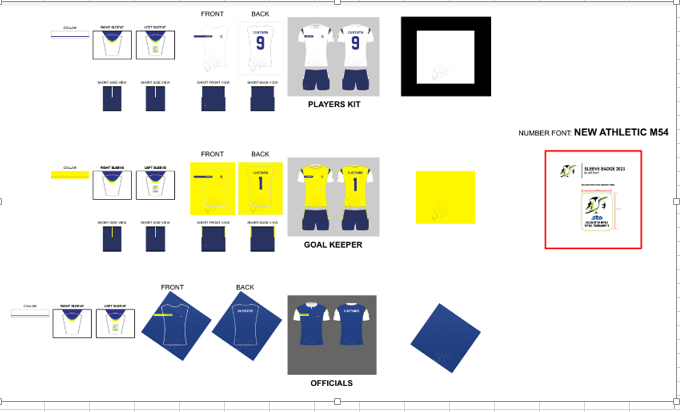 FRONT BACK
COLLAR RIGHT SLEEVE LEFT SLEEVE
CUSTOM
9
CUSTOM
9
SHORT SIDE VIEW SHORT SIDE VIEW SHORT FRONT VIEW SHORT BACK VIEW
PLAYERS KIT
NUMBER FONT: NEW ATHLETIC M54
FRONT BACK
COLLAR RIGHT SLEEVE LEFT SLEEVE
CUSTOM
1
CUSTOM
1
SLEEVE BADGE 2023
SHORT SIDE VIEW SHORT SIDE VIEW SHORT FRONT VIEW SHORT BACK VIEW
GOAL KEEPER
FRONT BACK
COLLAR RIGHT SLEEVE LEFT SLEEVE
CUSTOM
CUSTOM
OFFICIALS